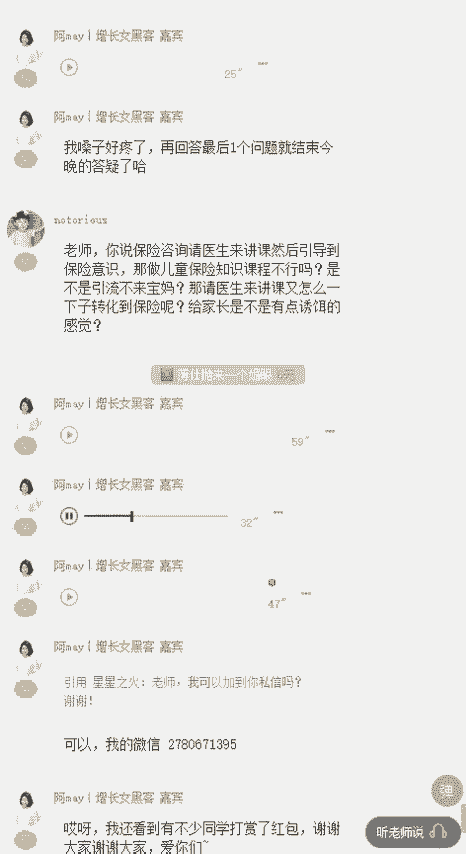 阿may丨增长女黑客 嘉宾
25"
阿may丨增长女黑客 嘉宾
我嗓子好疼了，再回答最后1个问题就结束今
晚的答疑了哈
notorious
老师，你说保险咨询请医生来讲课然后引导到
保险意识，那做儿童保险知识课程不行吗？是
不是引流不来宝妈？那请医生来讲课又怎么一
下子转化到保险呢？给家长是不是有点诱饵的
感觉？
阿may丨增长女黑客 嘉宾
59"
阿may丨增长女黑客 嘉宾
32"
阿may丨增长女黑客 嘉宾
47"
阿may丨增长女黑客 嘉宾
引用 星星之火：老师，我可以加到你私信吗？
谢谢！
可以，我的微信 2780671395
阿may丨增长女黑客 嘉宾
哎呀，我还看到有不少同学打赏了红包，谢谢
大家谢谢大家，爱你们~
听老师说